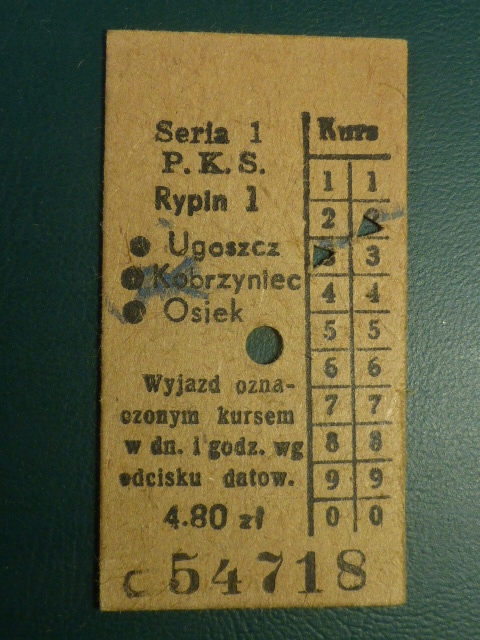 Seria 1
P.K.S.
Rypin 1
Ugoszcz
Kobrzyniec
Osiek
Wyjazd ozna-
czonym kursem
w dn. i godz. wg
odcisku datow.
4.80 zł
Kurs
1 1
2 2
3 3
4 4
5 5
6 6
7 7
8 8
9 9
0 0
C 54718